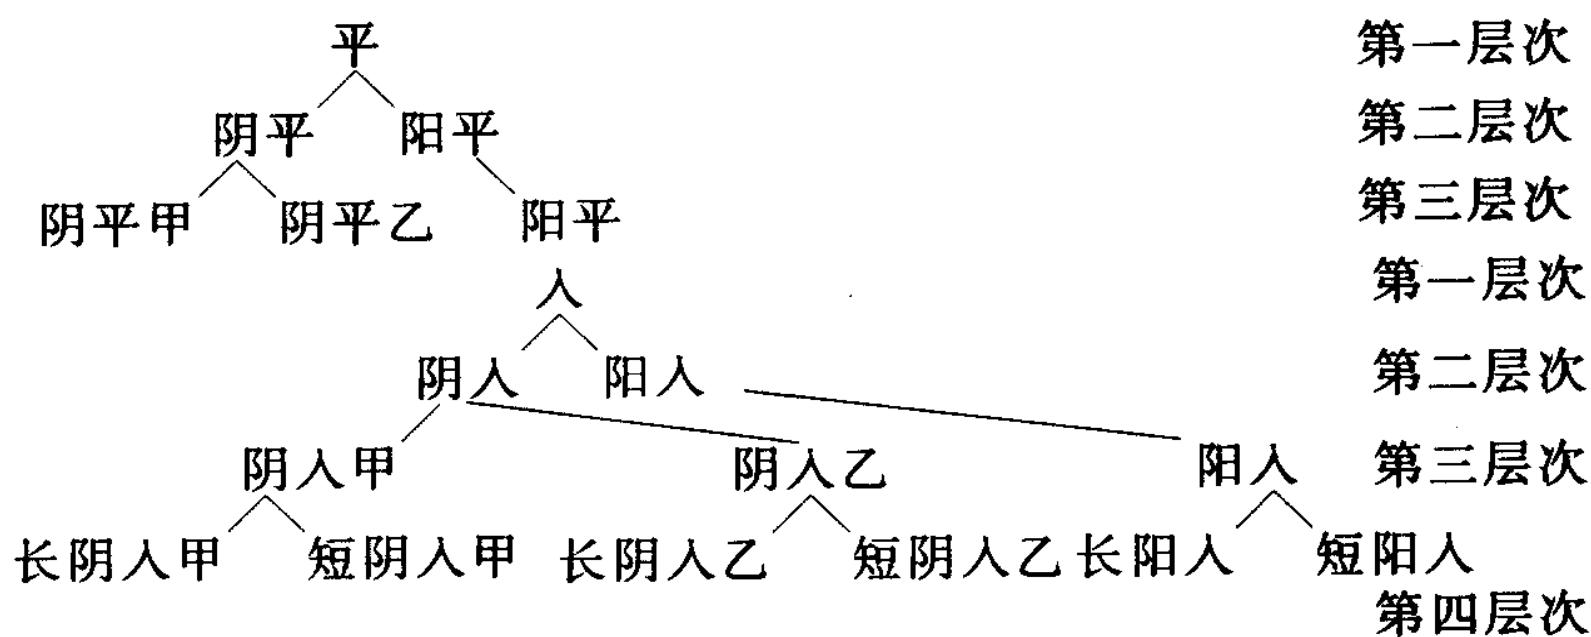 平 第一层次
阴平 阳平 第二层次
阴平甲 阴平乙 阳平 第三层次
入 第一层次
阴入 阳入 第二层次
阴入甲 阴入乙 阳入 第三层次
长阴入甲 短阴入甲 长阴入乙 短阴入乙 长阳入 短阳入
第四层次